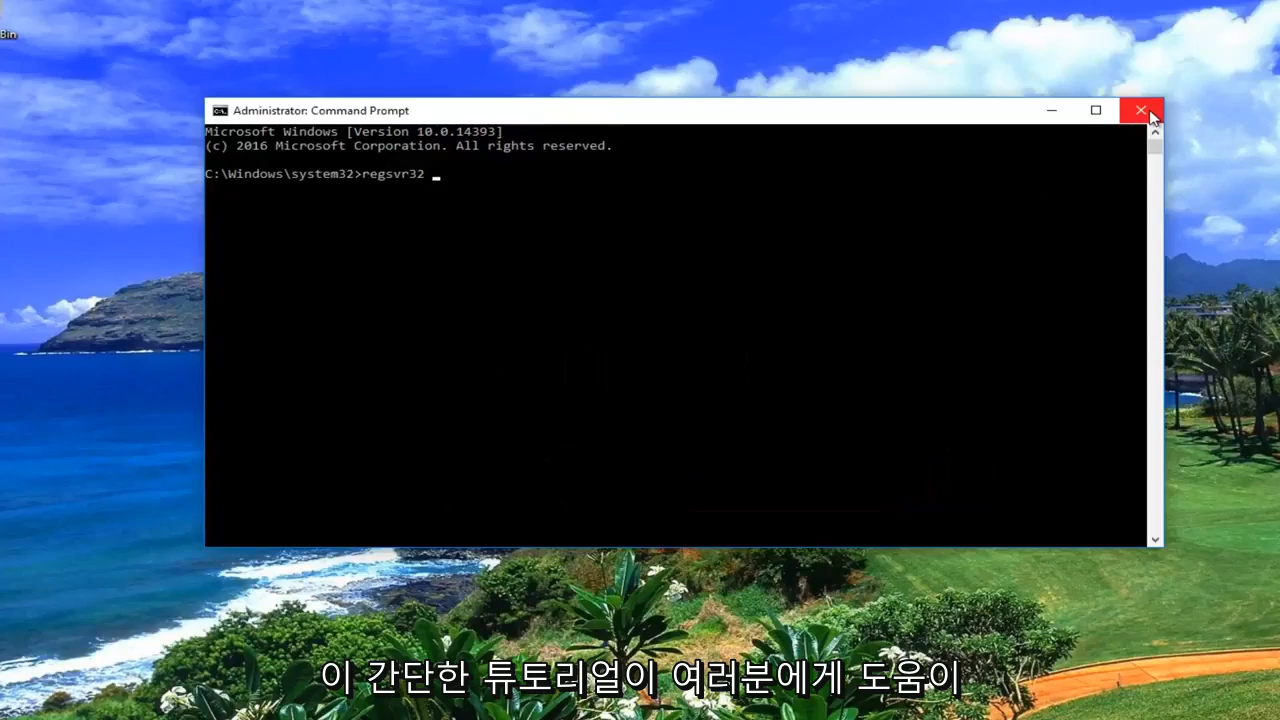 Bin
Administrator: Command Prompt
Microsoft Windows [Version 10.0.14393]
(c) 2016 Microsoft Corporation. All rights reserved.
C:\Windows\system32>regsvr32
이 간단한 튜토리얼이 여러분에게 도움이